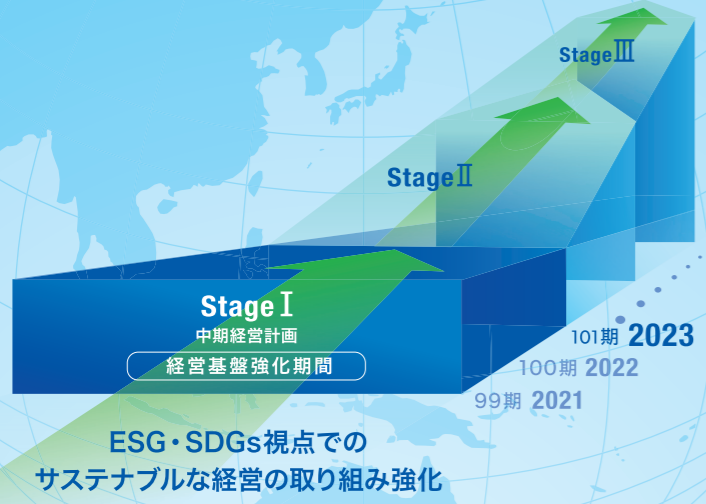 StageⅢ
StageⅡ
StageⅠ
中期経営計画
経営基盤強化期間
101期 2023
100期 2022
99期 2021
ESG・SDGs視点での
サステナブルな経営の取り組み強化